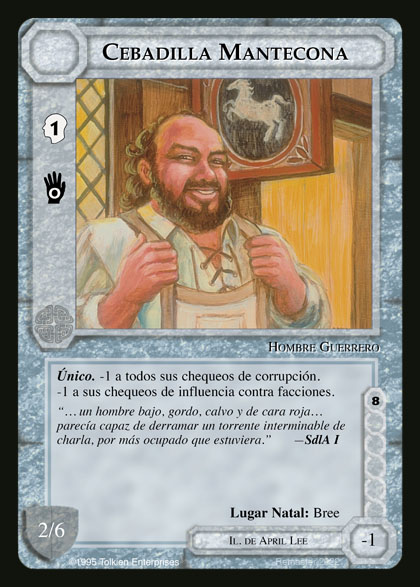 CEBADILLA MANTECONA
1
HOMBRE GUERRERO
Único. -1 a todos sus chequeos de corrupción.
-1 a sus chequeos de influencia contra facciones.
“… un hombre bajo, gordo, calvo y de cara roja…
parecía capaz de derramar un torrente interminable de
charla, por más ocupado que estuviera.” —SdlA I
8
Lugar Natal: Bree
2/6
IL. DE APRIL LEE
-1
©1995 Tolkien Enterprises